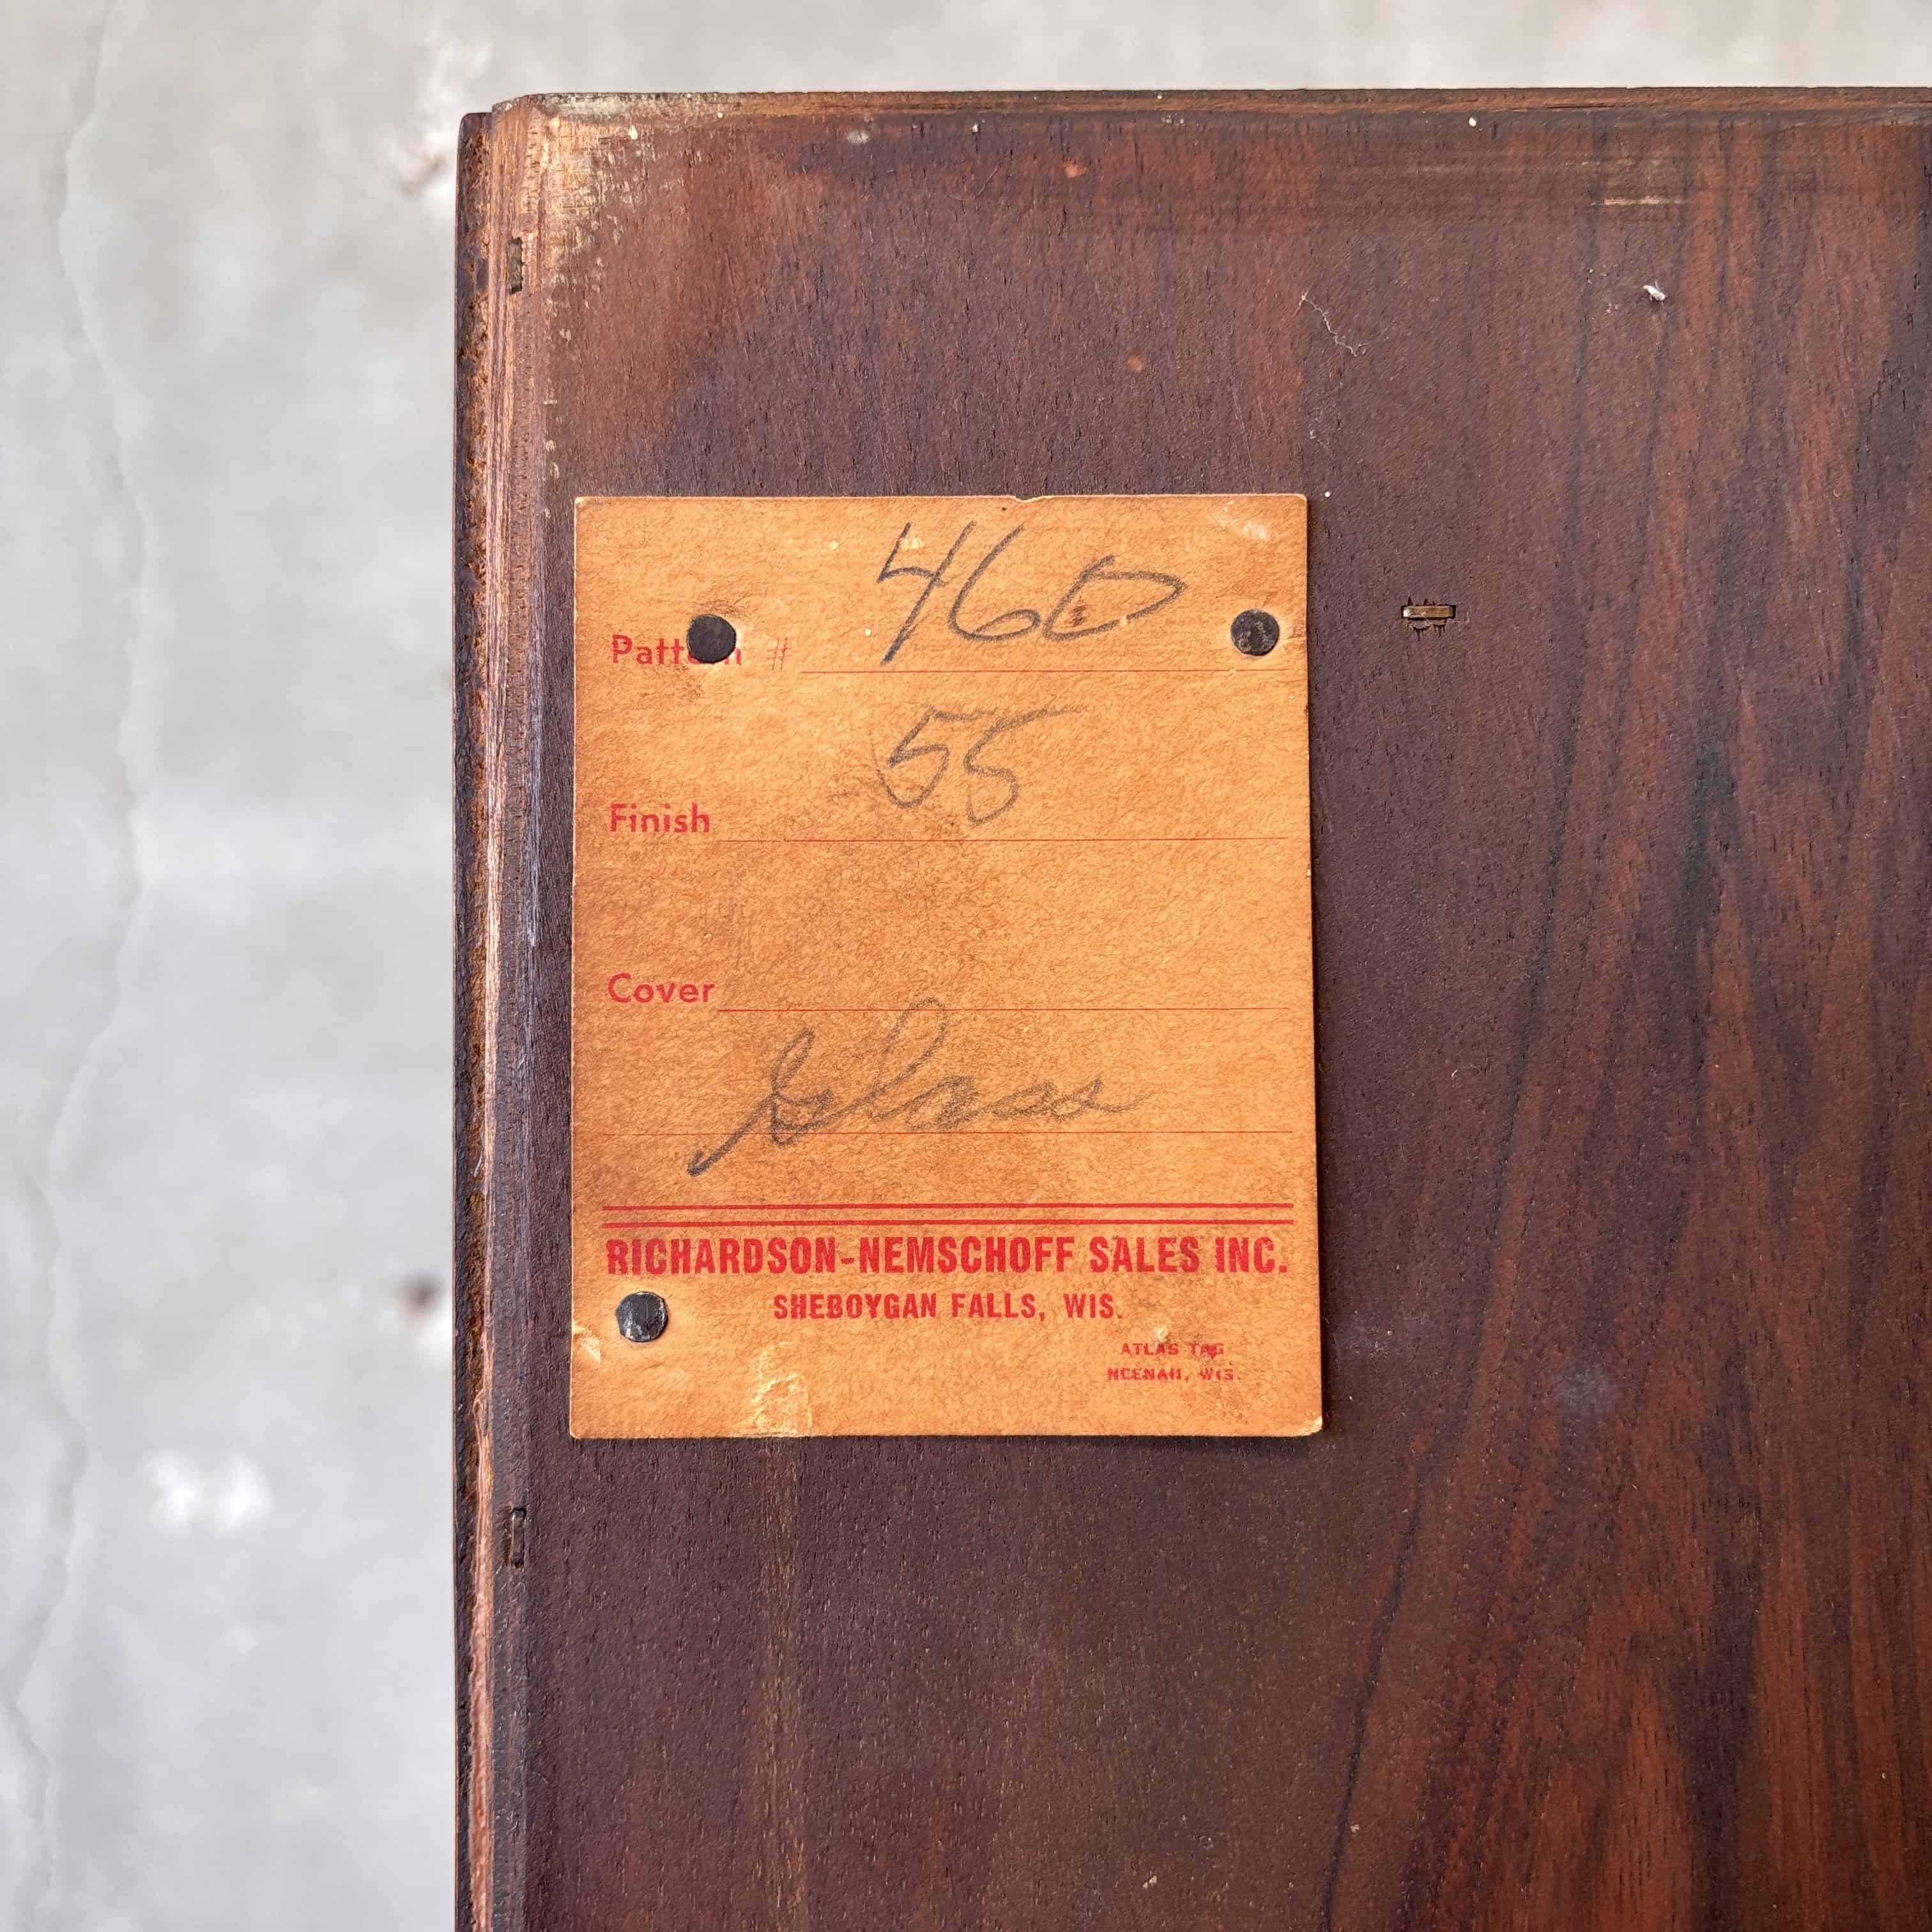 Pattern # 460
Finish 55
Cover
Glass
RICHARDSON-NEMSCHOFF SALES INC.
SHEBOYGAN FALLS, WIS.
ATLAS TAG
NEENAH, WIS.